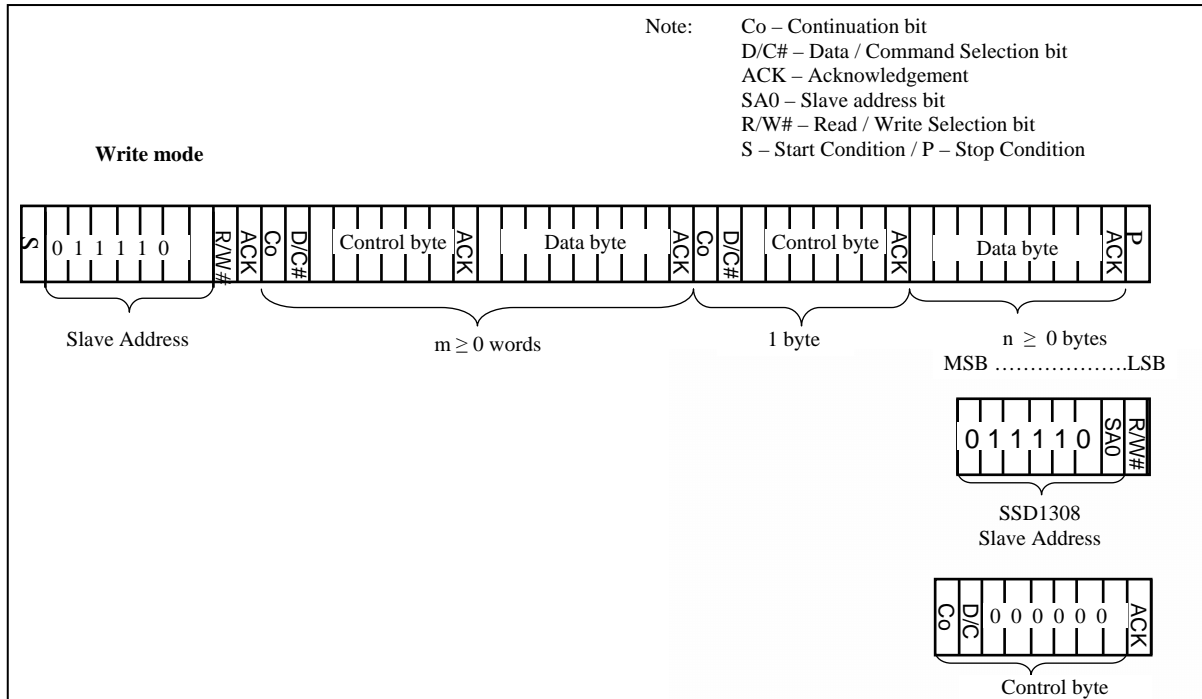 Note: Co – Continuation bit
D/C# – Data / Command Selection bit
ACK – Acknowledgement
SA0 – Slave address bit
R/W# – Read / Write Selection bit
S – Start Condition / P – Stop Condition
Write mode
S 0 1 1 1 1 0 R/W# ACK Co D/C# Control byte ACK Data byte ACK Co D/C# Control byte ACK Data byte ACK P
Slave Address m ≥ 0 words 1 byte n ≥ 0 bytes
MSB ………………….LSB
0 1 1 1 1 0 SA0 R/W#
SSD1308
Slave Address
Co D/C 0 0 0 0 0 0 ACK
Control byte